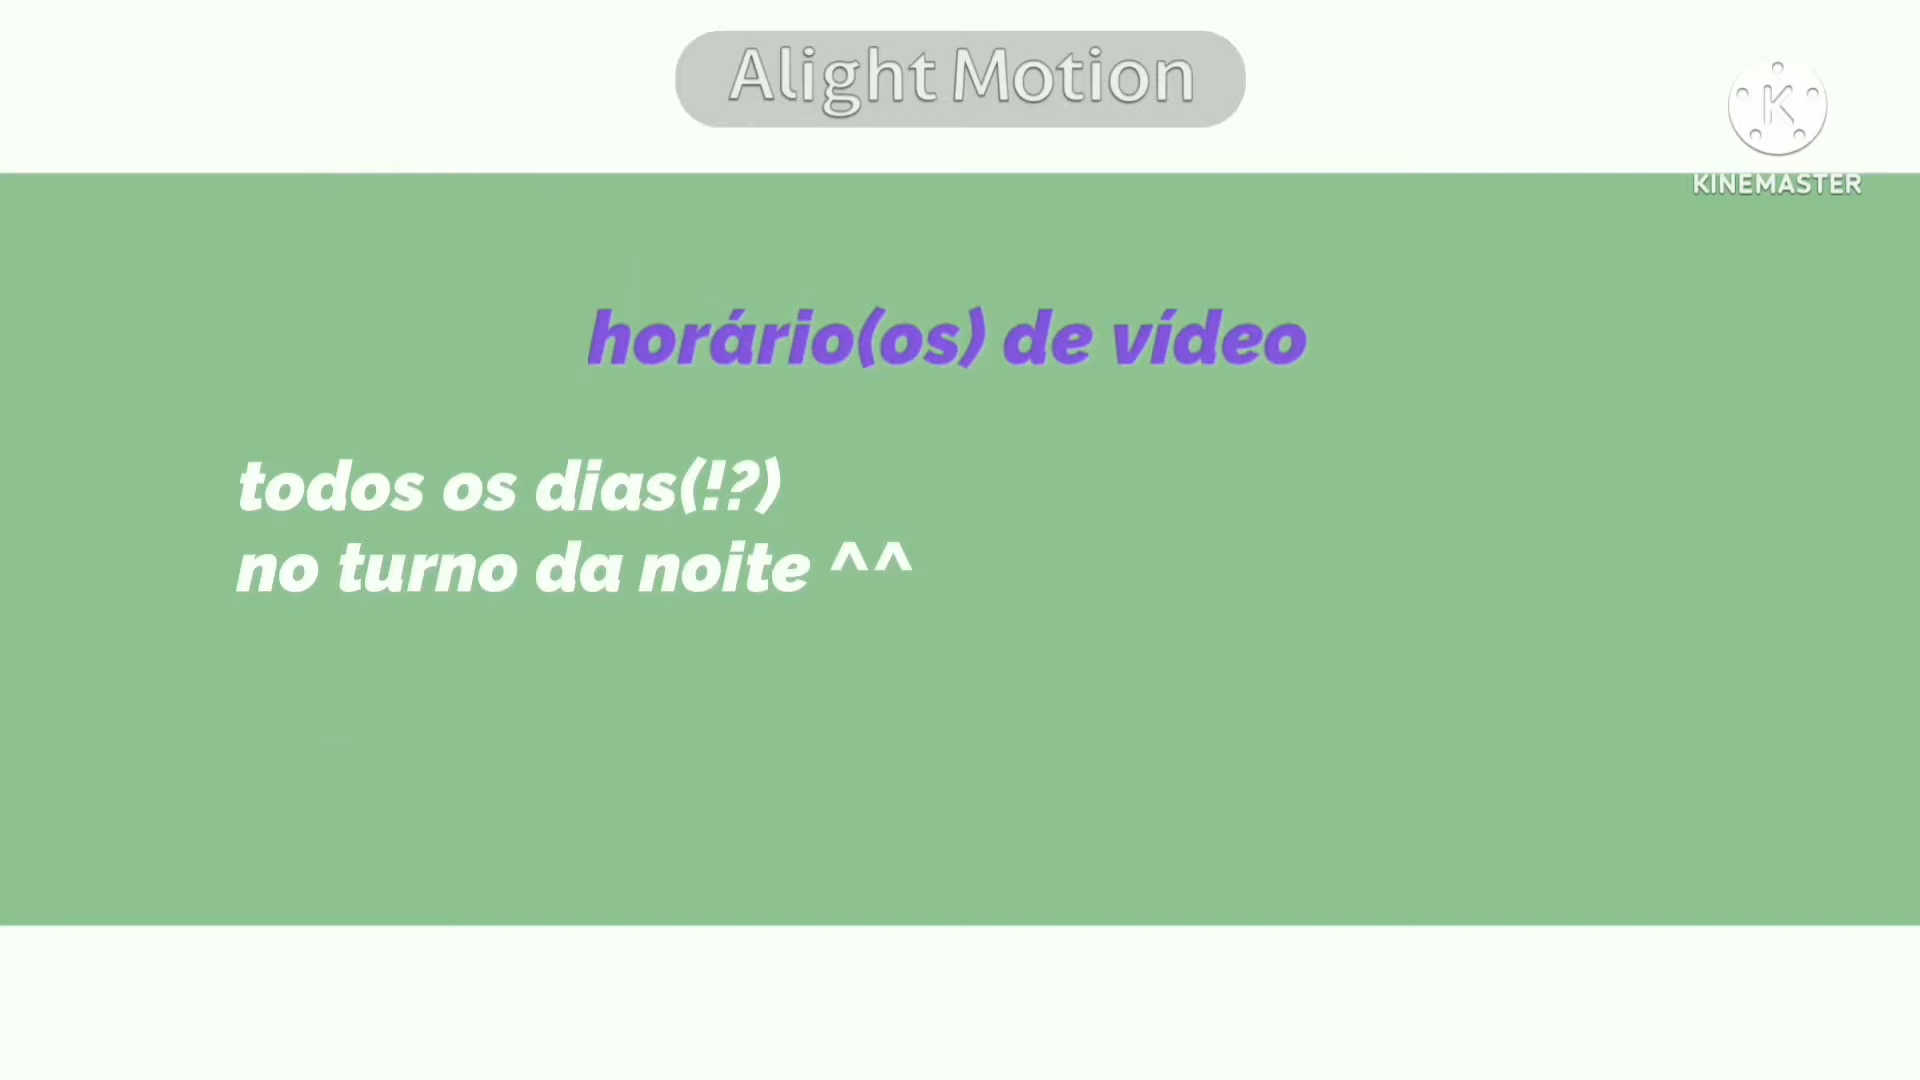 Alight Motion
K
KINEMASTER
horário(os) de vídeo
todos os dias(!?)
no turno da noite ^^